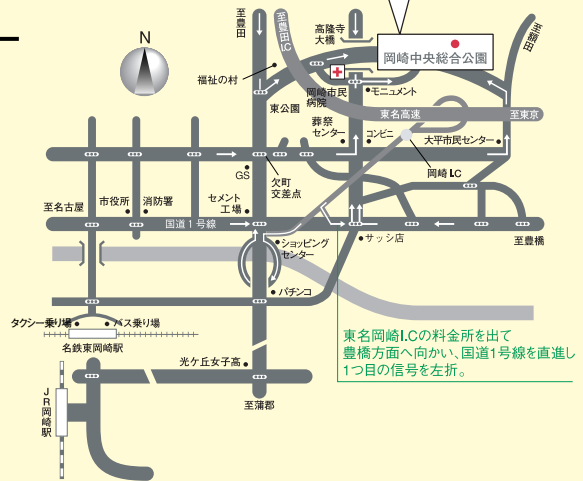 至豊田
至豊田I.C
高隆寺
大橋
至豊田
N
岡崎中央総合公園
福祉の村
岡崎市民
病院
モニュメント
東公園
東名高速
至東京
葬祭
センター
コンビニ
大平市民センター
GS
欠町
交差点
岡崎I.C
至名古屋
市役所
消防署
セメント
工場
国道1号線
サッシ店
至豊橋
ショッピング
センター
パチンコ
タクシー乗り場
バス乗り場
名鉄東岡崎駅
東名岡崎I.Cの料金所を出て
豊橋方面へ向かい、国道1号線を直進し
1つ目の信号を左折。
光ケ丘女子高
JR岡崎駅
至蒲郡